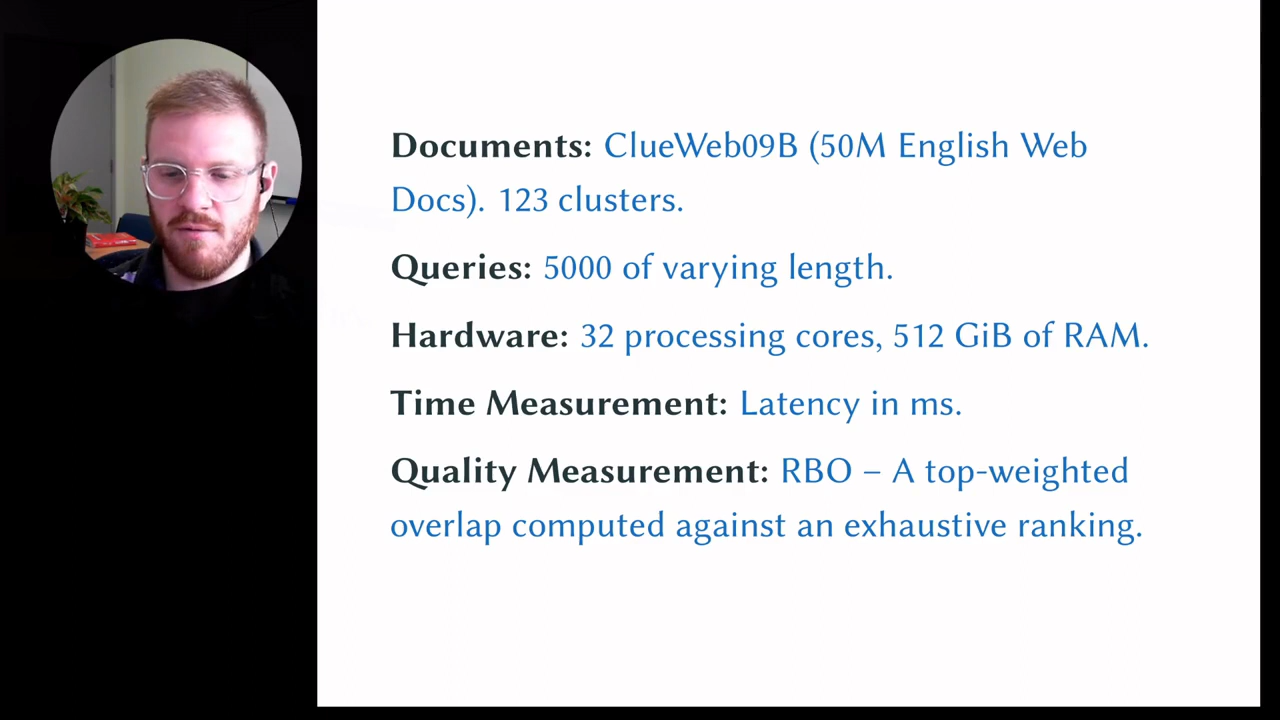 Documents: ClueWeb09B (50M English Web
Docs). 123 clusters.
Queries: 5000 of varying length.
Hardware: 32 processing cores, 512 GiB of RAM.
Time Measurement: Latency in ms.
Quality Measurement: RBO – A top-weighted
overlap computed against an exhaustive ranking.